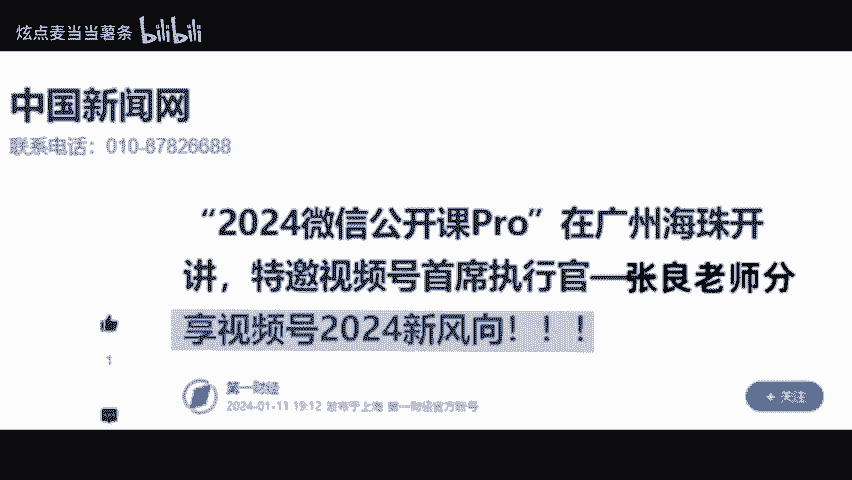 炫点麦当当薯条 bilibili
中国新闻网
联系电话：010-87826688
“2024微信公开课Pro”在广州海珠开
讲，特邀视频号首席执行官—张良老师分
享视频号2024新风向！！！
1
第一财经
2024-01-11 19:12 发布于上海 第一财经官方账号
+ 关注